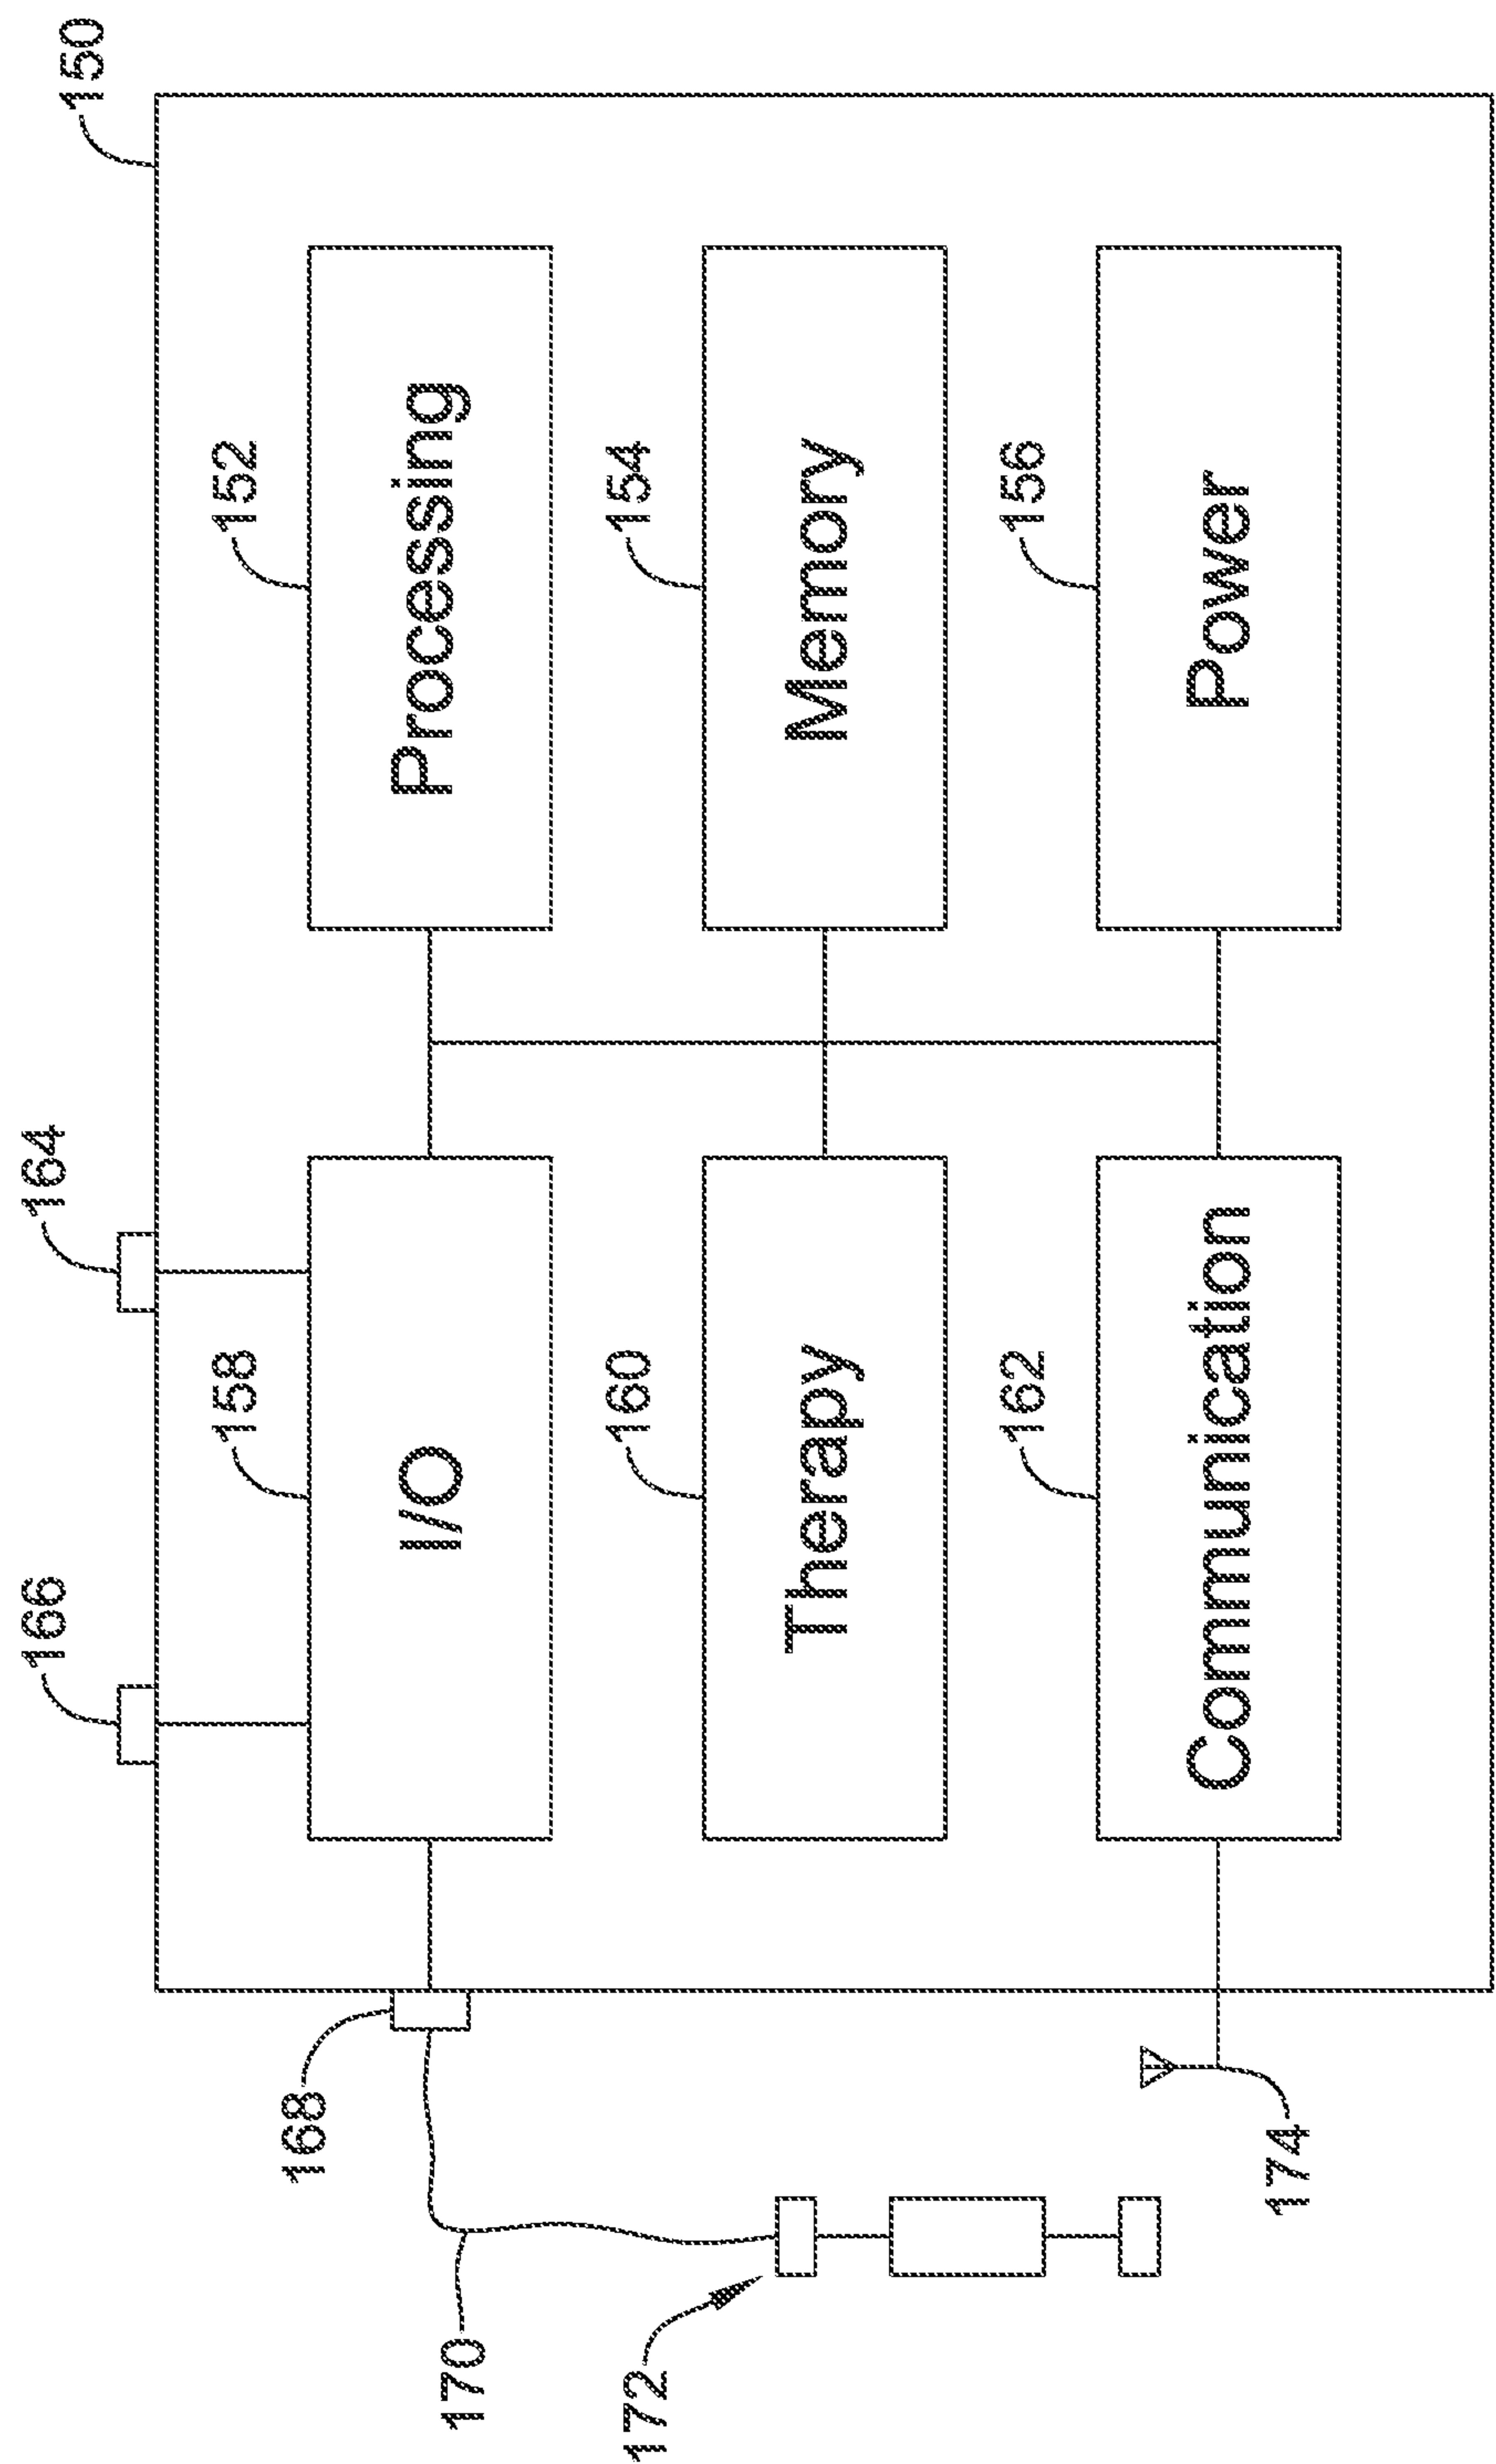 166
164
150
158
152
168
I/O
Processing
170
160
154
172
Therapy
Memory
162
156
Communication
Power
174